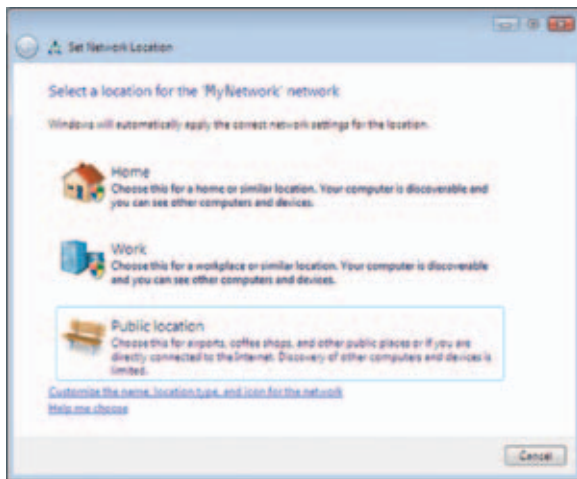 Set Network Location
Select a location for the 'MyNetwork' network
Windows will automatically apply the correct network settings for the location.
Home
Choose this for a home or similar location. Your computer is discoverable and
you can see other computers and devices.
Work
Choose this for a workplace or similar location. Your computer is discoverable
and you can see other computers and devices.
Public location
Choose this for airports, coffee shops, and other public places or if you are
directly connected to the Internet. Discovery of other computers and devices is
limited.
Customize the name, location type, and icon for the network
Help me choose
Cancel